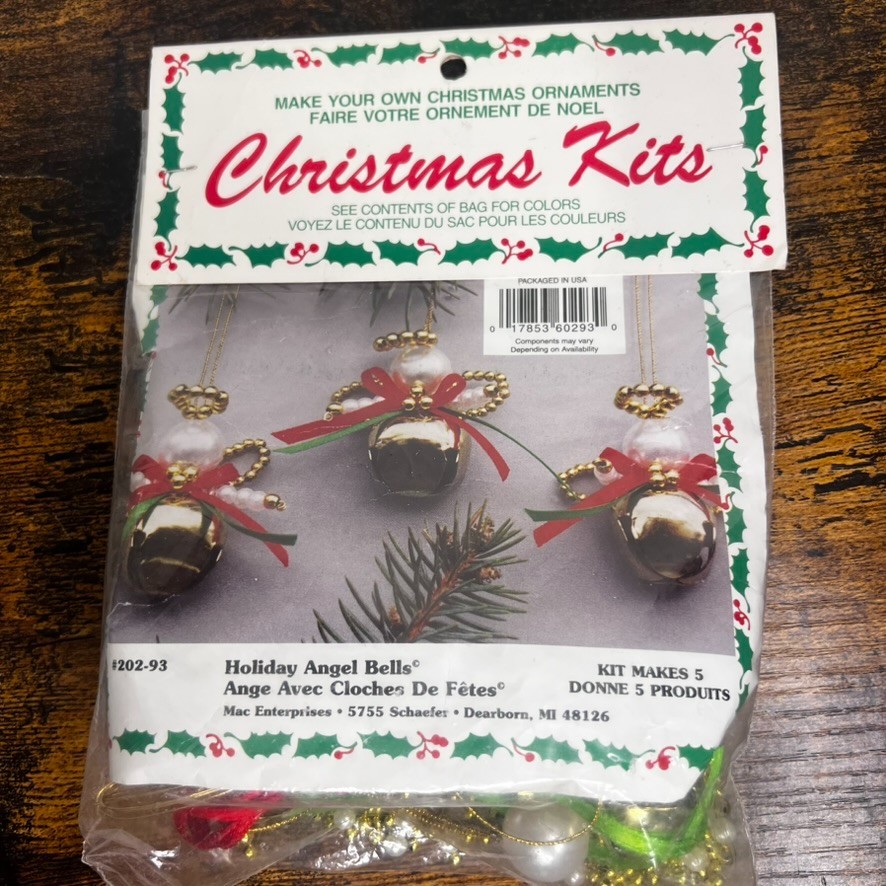 MAKE YOUR OWN CHRISTMAS ORNAMENTS
FAIRE VOTRE ORNEMENT DE NOEL
Christmas Kits
SEE CONTENTS OF BAG FOR COLORS
VOYEZ LE CONTENU DU SAC POUR LES COULEURS
PACKAGED IN USA
0 17853 60293 0
Components may vary
Depending on Availability
#202-93
Holiday Angel Bells©
Ange Avec Cloches De Fêtes©
Mac Enterprises • 5755 Schaefer • Dearborn, MI 48126
KIT MAKES 5
DONNE 5 PRODUITS